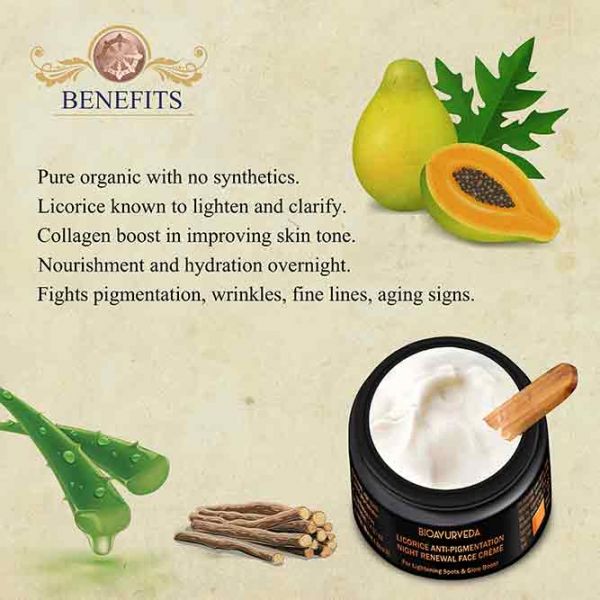 BENEFITS
Pure organic with no synthetics.
Licorice known to lighten and clarify.
Collagen boost in improving skin tone.
Nourishment and hydration overnight.
Fights pigmentation, wrinkles, fine lines, aging signs.
BIOAYURVEDA
LICORICE ANTI-PIGMENTATION
NIGHT RENEWAL FACE CRÈME
For Lightening Spots & Glow Boost